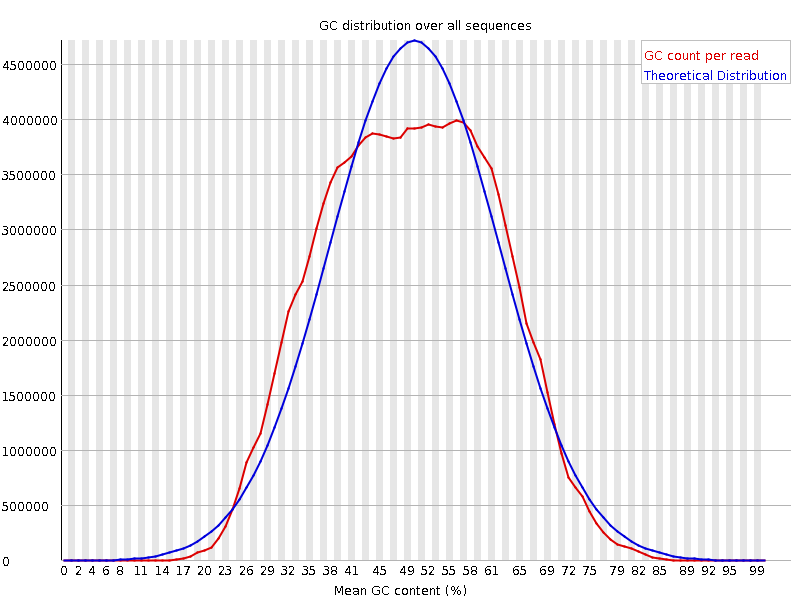 GC distribution over all sequences
GC count per read
Theoretical Distribution
4500000
4000000
3500000
3000000
2500000
2000000
1500000
1000000
500000
0
0 2 4 6 8 11 14 17 20 23 26 29 32 35 38 41 45 49 52 55 58 61 65 69 72 75 79 82 85 89 92 95 99
Mean GC content (%)